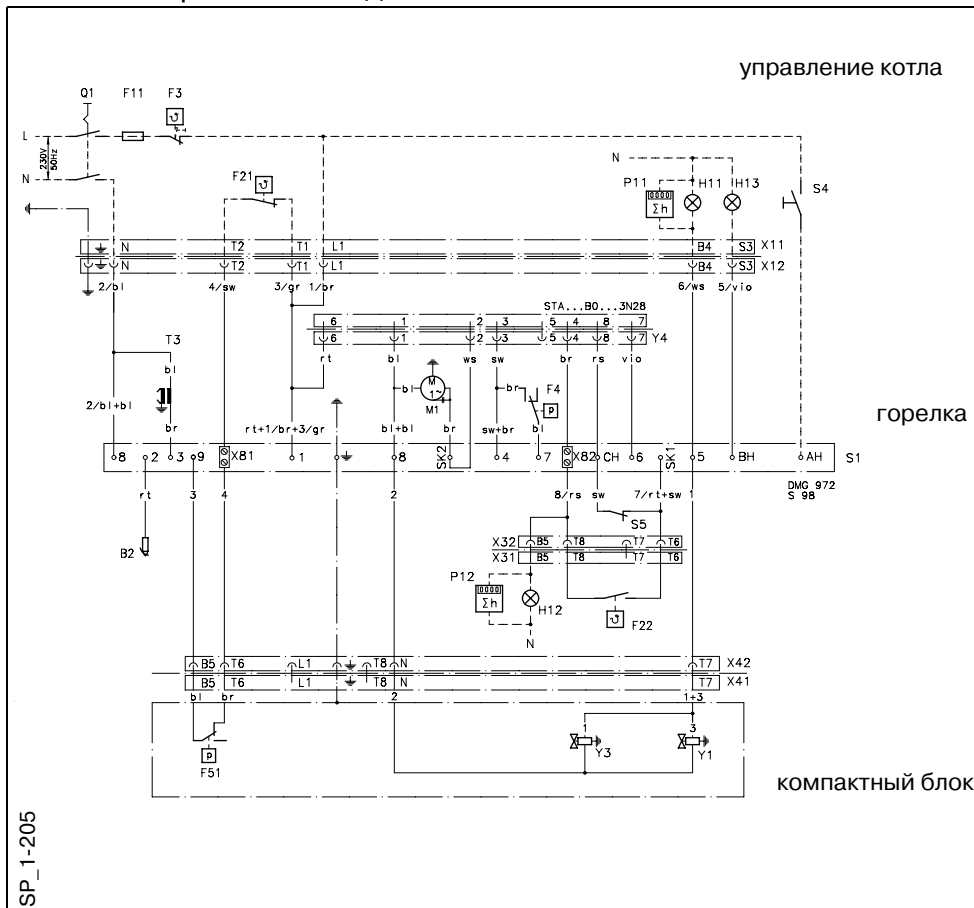 управление котла
Q1 F11 F3
L
230V
50Hz
N
F21
N
P11 H11 H13
Σh
S4
N T2 T1 L1 B4 S3 X11
N T2 T1 L1 B4 S3 X12
2/bl 4/sw 3/gr 1/br 6/ws 5/vio
STA...B0...3N28
6 1 2 3 5 4 8 7
6 1 2 3 5 4 8 7 Y4
rt bl ws sw br rs vio
T3
bl
bl M 1~ M1
br F4
p
2/bl+bl br rt+1/br+3/gr bl+bl br sw+br bl
горелка
8 2 3 9 X81 1 8 SK2 4 7 X82 CH 6 SK1 5 BH AH S1
DMG 972
S 98
rt 3 4 2 8/rs sw 7/rt+sw 1
S5
B2
X32 B5 T8 T7 T6
X31 B5 T8 T7 T6
P12
Σh
H12
F22
N
B5 T6 L1 T8 N T7 X42
B5 T6 L1 T8 N T7 X41
bl br 2 1+3
p
F51
1 3
Y3 Y1
компактный блок
SP_1-205